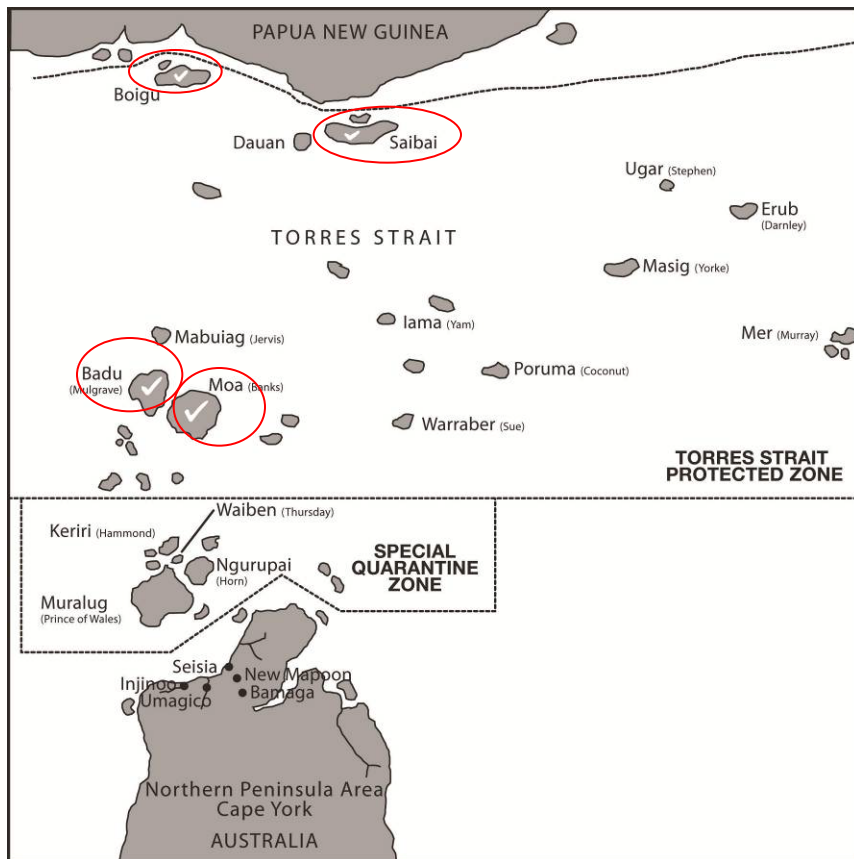 PAPUA NEW GUINEA
Boigu
Dauan
Saibai
Ugar (Stephen)
Erub
(Darnley)
TORRES STRAIT
Masig (Yorke)
Iama (Yam)
Mer (Murray)
Mabuiag (Jervis)
Poruma (Coconut)
Badu
(Mulgrave)
Moa (Banks)
Warraber (Sue)
TORRES STRAIT
PROTECTED ZONE
Waiben (Thursday)
Keriri (Hammond)
Ngurupai
(Horn)
SPECIAL
QUARANTINE
ZONE
Muralug
(Prince of Wales)
Seisia
New Mapoon
Injinoo
Umagico
Bamaga
Northern Peninsula Area
Cape York
AUSTRALIA